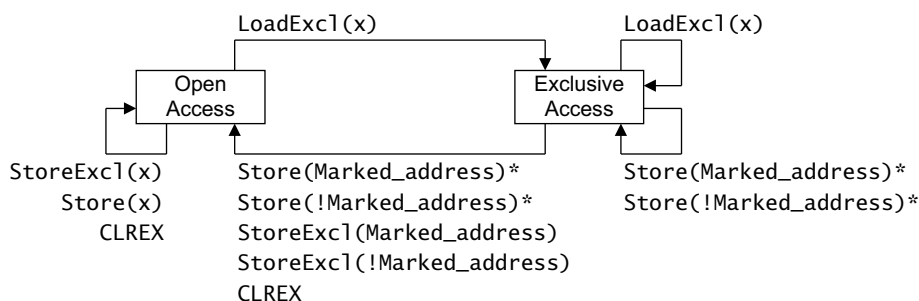 LoadExcl(x) LoadExcl(x)
Open Access
Exclusive Access
StoreExcl(x)
Store(x)
CLREX
Store(Marked_address)*
Store(!Marked_address)*
StoreExcl(Marked_address)
StoreExcl(!Marked_address)
CLREX
Store(Marked_address)*
Store(!Marked_address)*